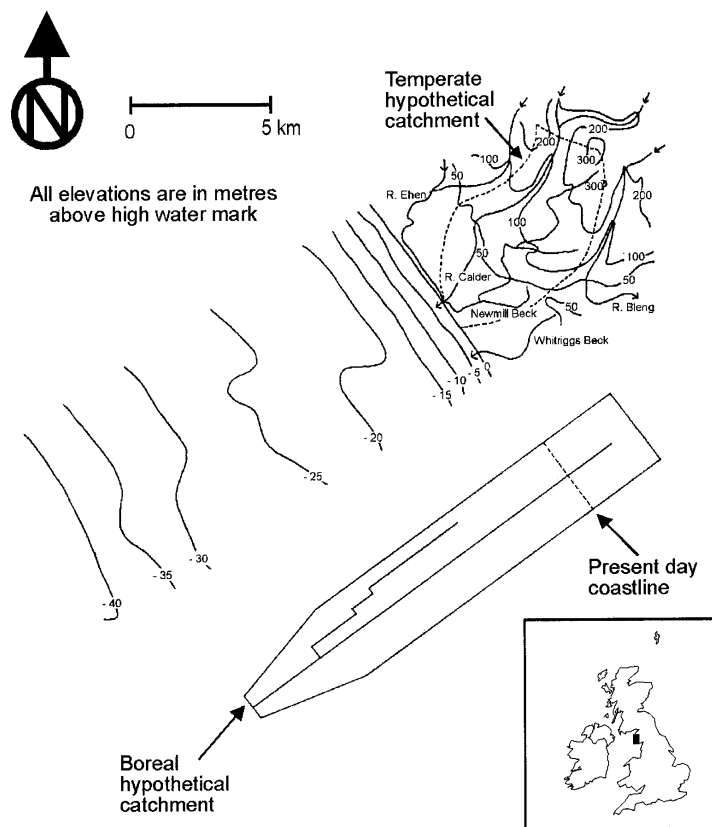 N
0
5 km
All elevations are in metres
above high water mark
Temperate
hypothetical
catchment
200
200
100
300
50
300
200
R. Ehen
100
50
100
R. Calder
50
Newmill Beck
50
R. Bleng
Whitriggs Beck
0
- 5
- 10
- 15
- 20
- 25
- 30
- 35
- 40
Present day
coastline
Boreal
hypothetical
catchment